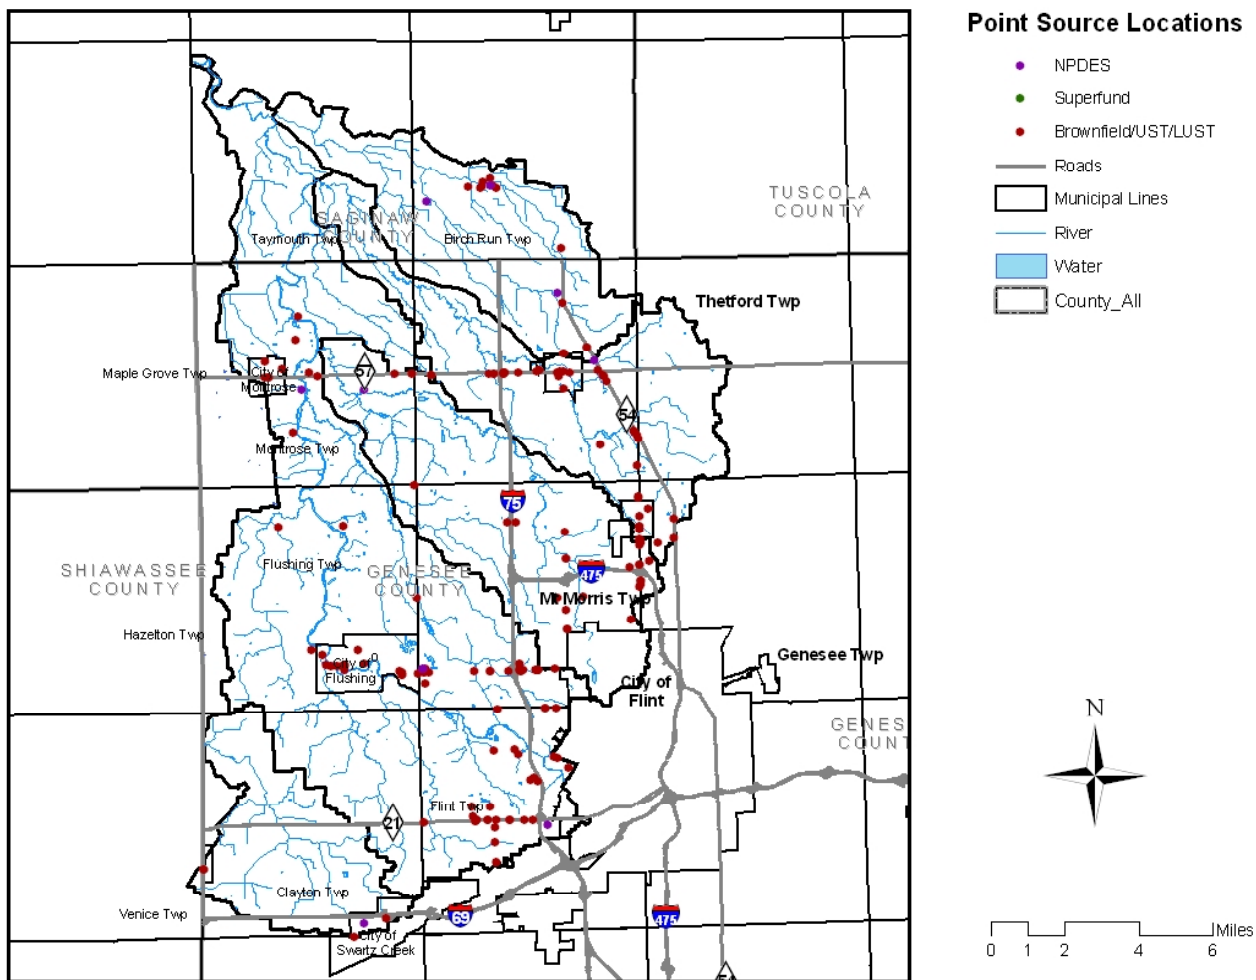 Point Source Locations
NPDES
Superfund
Brownfield/UST/LUST
Roads
Municipal Lines
River
Water
County_All
TUSCOLA
COUNTY
SAGINAW
COUNTY
Taymouth Twp
Birch Run Twp
Thetford Twp
Maple Grove Twp
City of
Montrose
57
54
Montrose Twp
75
Flushing Twp
SHIAWASSEE
COUNTY
GENESEE
COUNTY
475
Mt Morris Twp
Hazelton Twp
City of
Flushing
Genesee Twp
City of
Flint
GENES
COUNT
N
Flint Twp
21
Clayton Twp
Venice Twp
69
475
City of
Swartz Creek
54
Miles
0 1 2 4 6